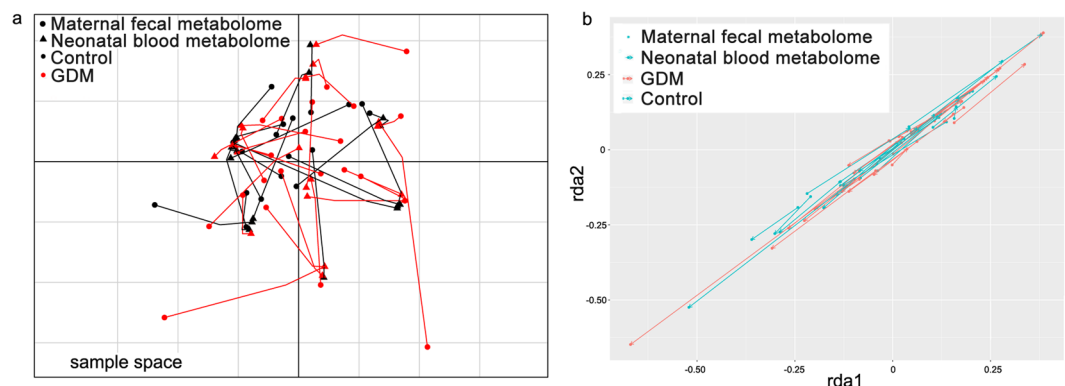 a
Maternal fecal metabolome
Neonatal blood metabolome
Control
GDM
sample space
b
Maternal fecal metabolome
Neonatal blood metabolome
GDM
Control
rda2
0.25
0
-0.25
-0.50
-0.50
-0.25
0
0.25
rda1